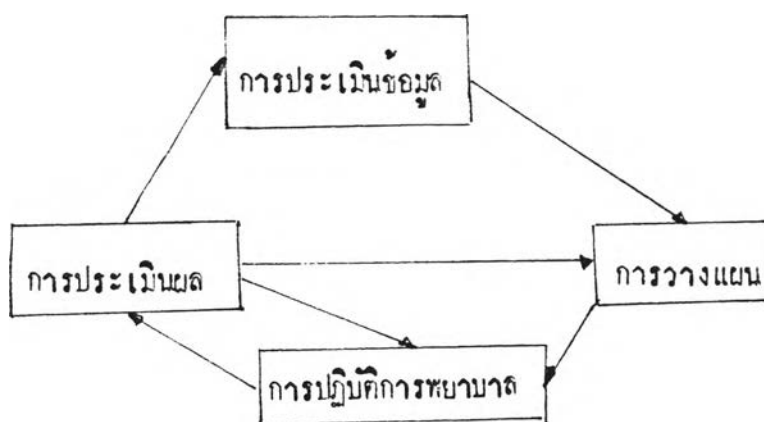 การประเมินข้อมูล
การประเมินผล
การวางแผน
การปฏิบัติการพยาบาล